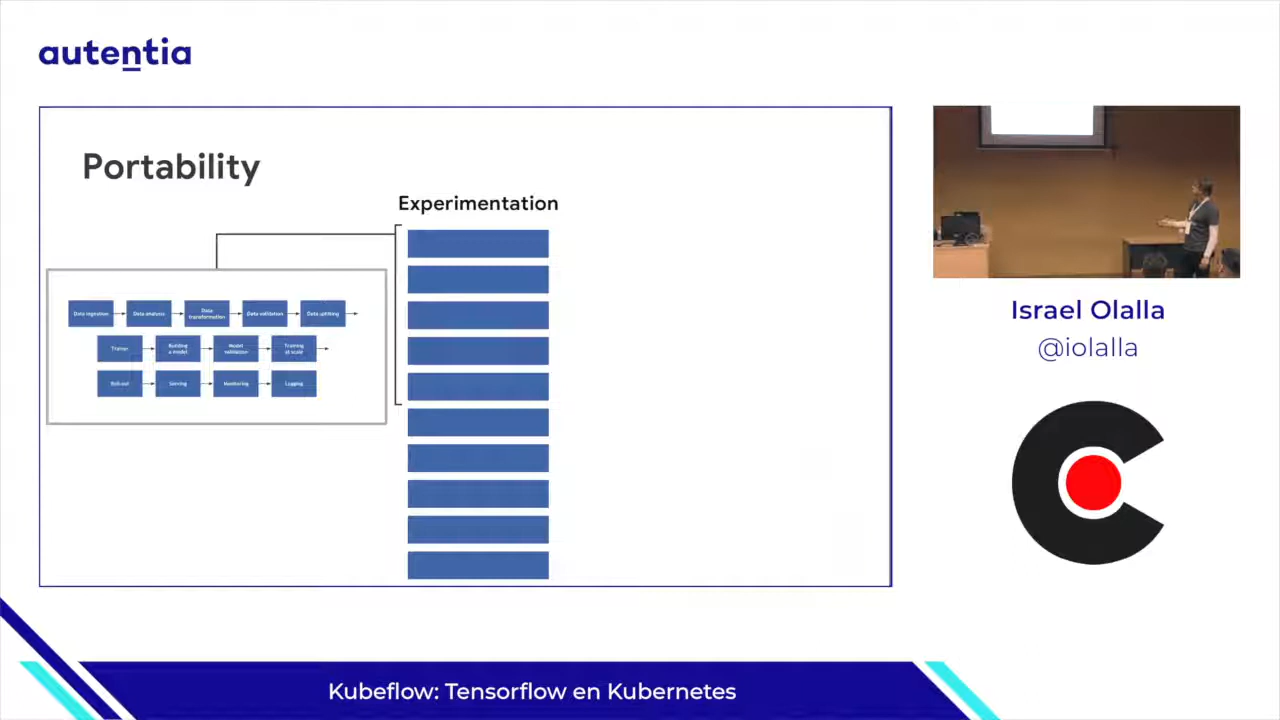 autentia
Portability
Experimentation
Data ingestion
Data analysis
Data transformation
Data validation
Data splitting
Trainer
Building a model
Model validation
Training at scale
Roll-out
Serving
Monitoring
Logging
Israel Olalla
@iolalla
Kubeflow: Tensorflow en Kubernetes